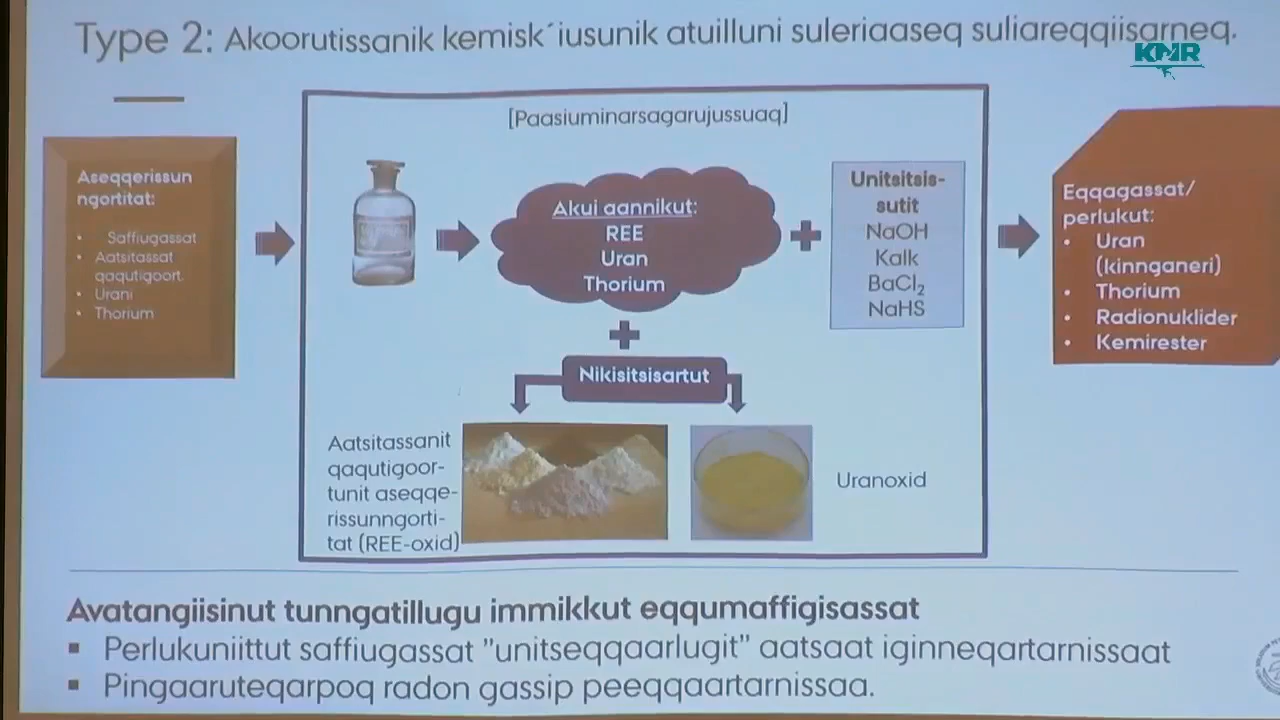 Type 2: Akoorutissanik kemisk´iusunik atuilluni suleriaaseq suliareqqiisarneq.
KNR
[Paasiuminarsagarujussuaq]
Aseqqerissun
ngortitat:
• Saffiugassat
• Aatsitassat
qaqutigoort.
• Urani
• Thorium
Akui aannikut:
REE
Uran
Thorium
Unitsitsis-
sutit
NaOH
Kalk
BaCl₂
NaHS
Eqqagassat/
perlukut:
• Uran
(kinnganeri)
• Thorium
• Radionuklider
• Kemirester
Nikisitsisartut
Aatsitassanit
qaqutigoor-
tunit aseqqe-
rissunngorti-
tat (REE-oxid)
Uranoxid
Avatangiisinut tunngatillugu immikkut eqqumaffigisassat
▪ Perlukuniittut saffiugassat "unitseqqaarlugit" aatsaat iginneqartarnissaat
▪ Pingaaruteqarpoq radon gassip peeqqaartarnissaa.